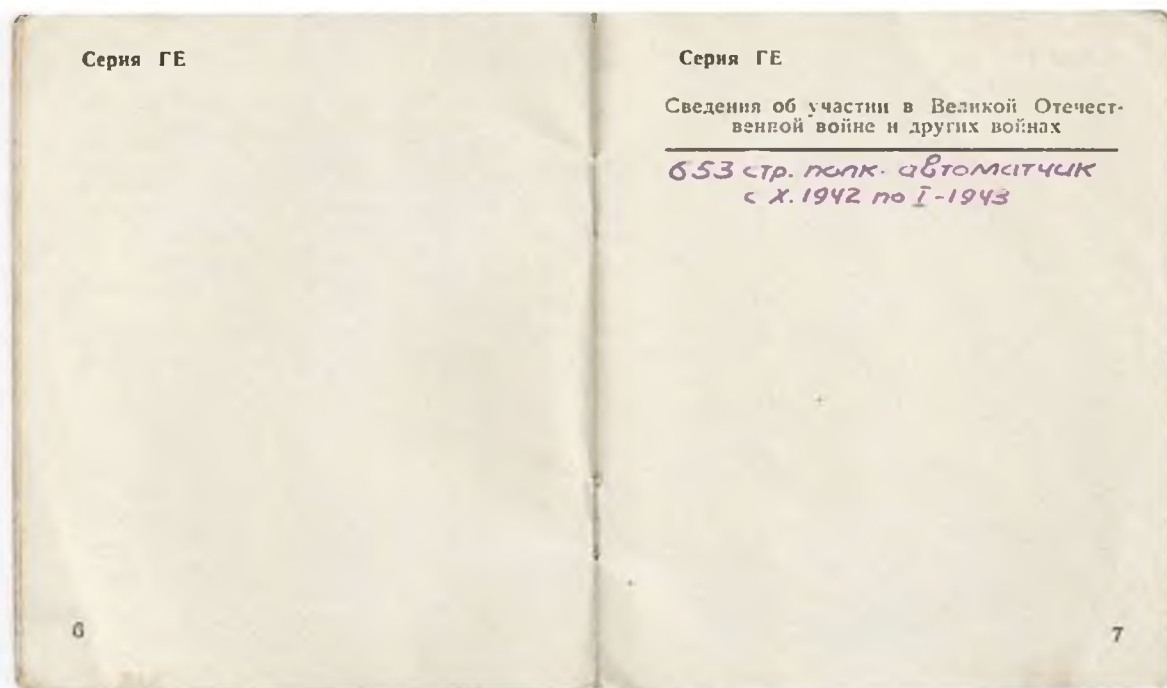 Серия ГЕ
6
Серия ГЕ
Сведения об участии в Великой Отечест-
венной войне и других войнах
653 стр. полк. автоматчик
с X. 1942 по I-1943
7